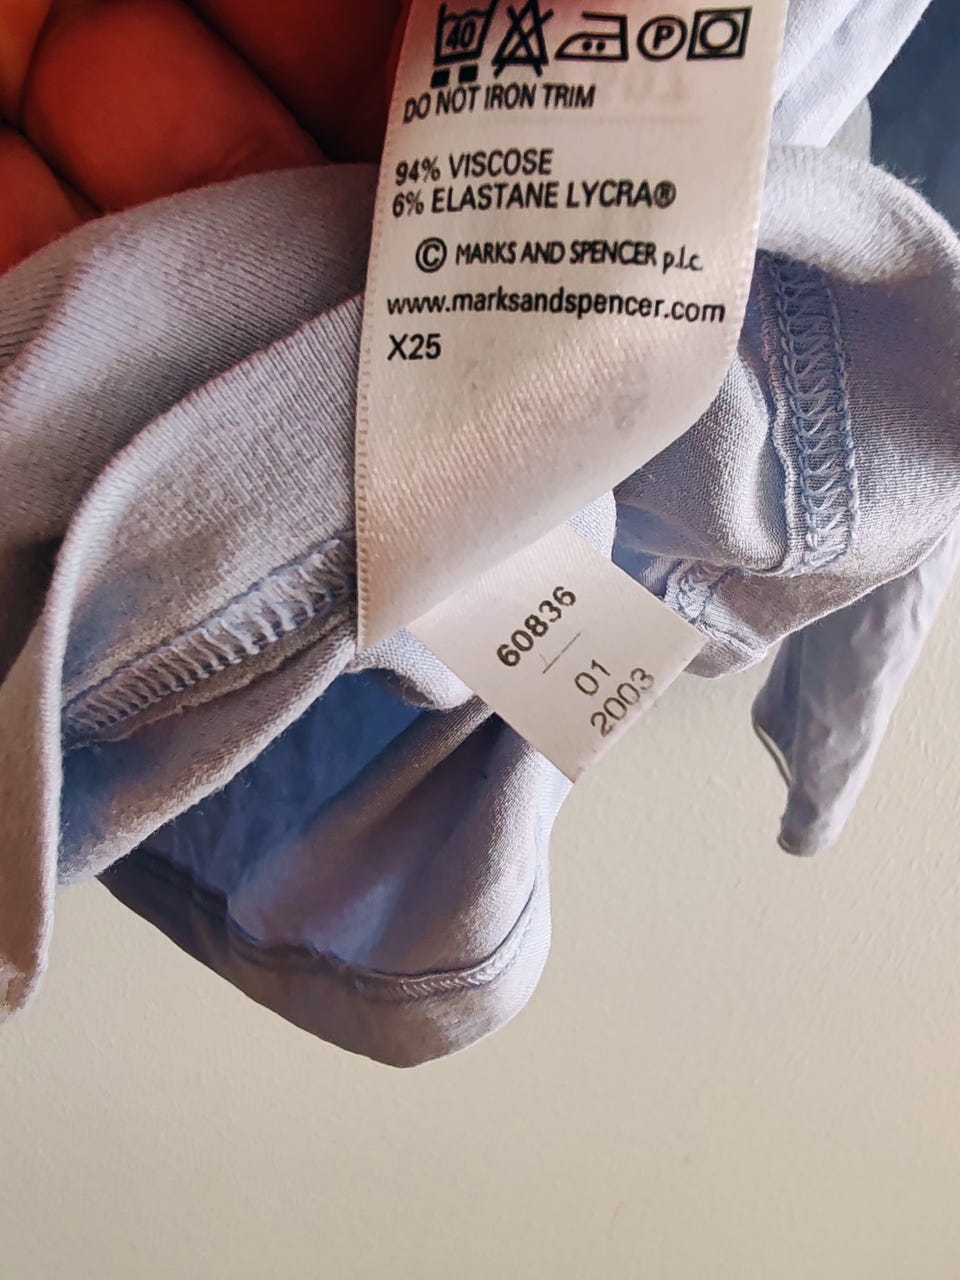 40
P
DO NOT IRON TRIM
94% VISCOSE
6% ELASTANE LYCRA®
© MARKS AND SPENCER p.l.c.
www.marksandspencer.com
X25
60836
01
2003